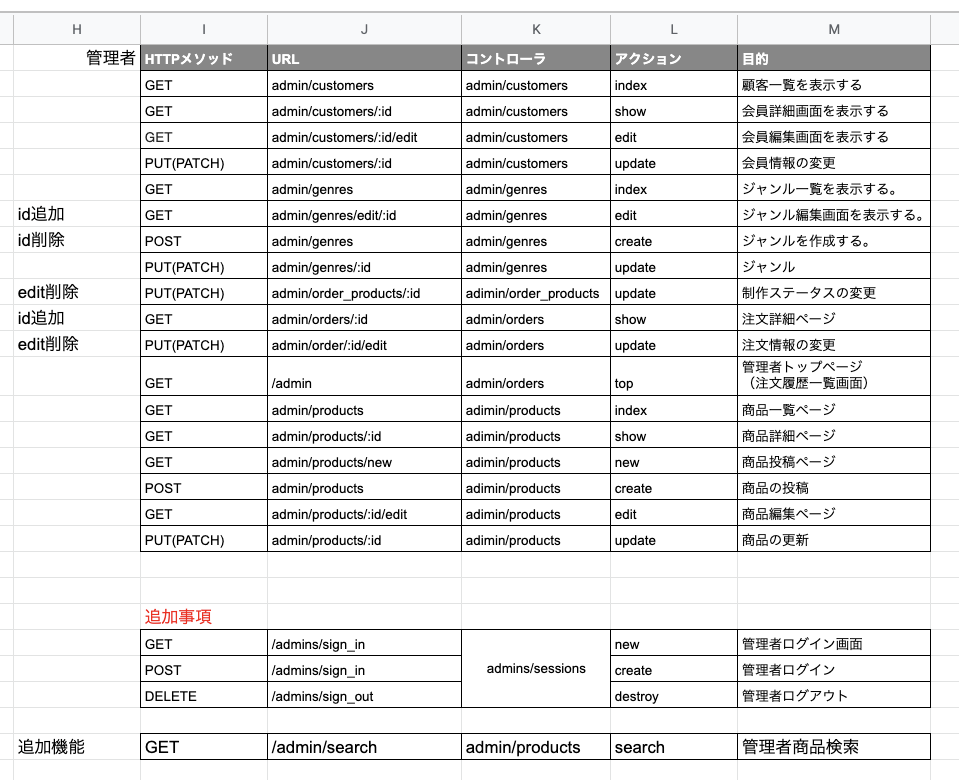 H I J K L M
管理者 HTTPメソッド URL コントローラ アクション 目的
GET admin/customers admin/customers index 顧客一覧を表示する
GET admin/customers/:id admin/customers show 会員詳細画面を表示する
GET admin/customers/:id/edit admin/customers edit 会員編集画面を表示する
PUT(PATCH) admin/customers/:id admin/customers update 会員情報の変更
GET admin/genres admin/genres index ジャンル一覧を表示する。
id追加 GET admin/genres/edit/:id admin/genres edit ジャンル編集画面を表示する。
id削除 POST admin/genres admin/genres create ジャンルを作成する。
PUT(PATCH) admin/genres/:id admin/genres update ジャンル
edit削除 PUT(PATCH) admin/order_products/:id adimin/order_products update 制作ステータスの変更
id追加 GET admin/orders/:id admin/orders show 注文詳細ページ
edit削除 PUT(PATCH) admin/order/:id/edit admin/orders update 注文情報の変更
GET /admin admin/orders top 管理者トップページ
（注文履歴一覧画面）
GET admin/products adimin/products index 商品一覧ページ
GET admin/products/:id adimin/products show 商品詳細ページ
GET admin/products/new adimin/products new 商品投稿ページ
POST admin/products adimin/products create 商品の投稿
GET admin/products/:id/edit adimin/products edit 商品編集ページ
PUT(PATCH) admin/products/:id adimin/products update 商品の更新
追加事項
GET /admins/sign_in new 管理者ログイン画面
POST /admins/sign_in admins/sessions create 管理者ログイン
DELETE /admins/sign_out destroy 管理者ログアウト
追加機能 GET /admin/search admin/products search 管理者商品検索